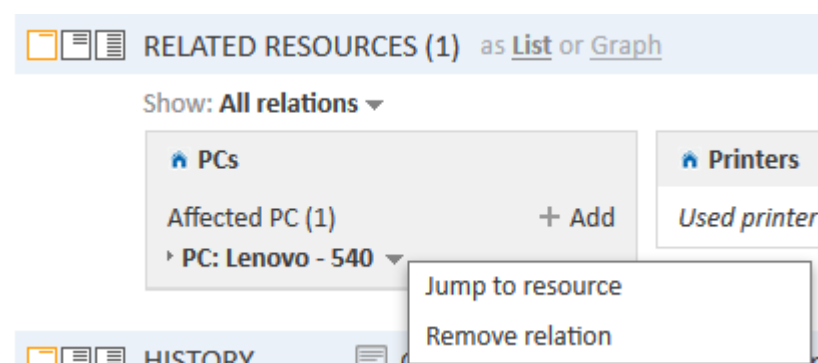 RELATED RESOURCES (1) as List or Graph
Show: All relations
PCs
Printers
Affected PC (1) + Add
Used printer
PC: Lenovo - 540
Jump to resource
Remove relation
HISTORY